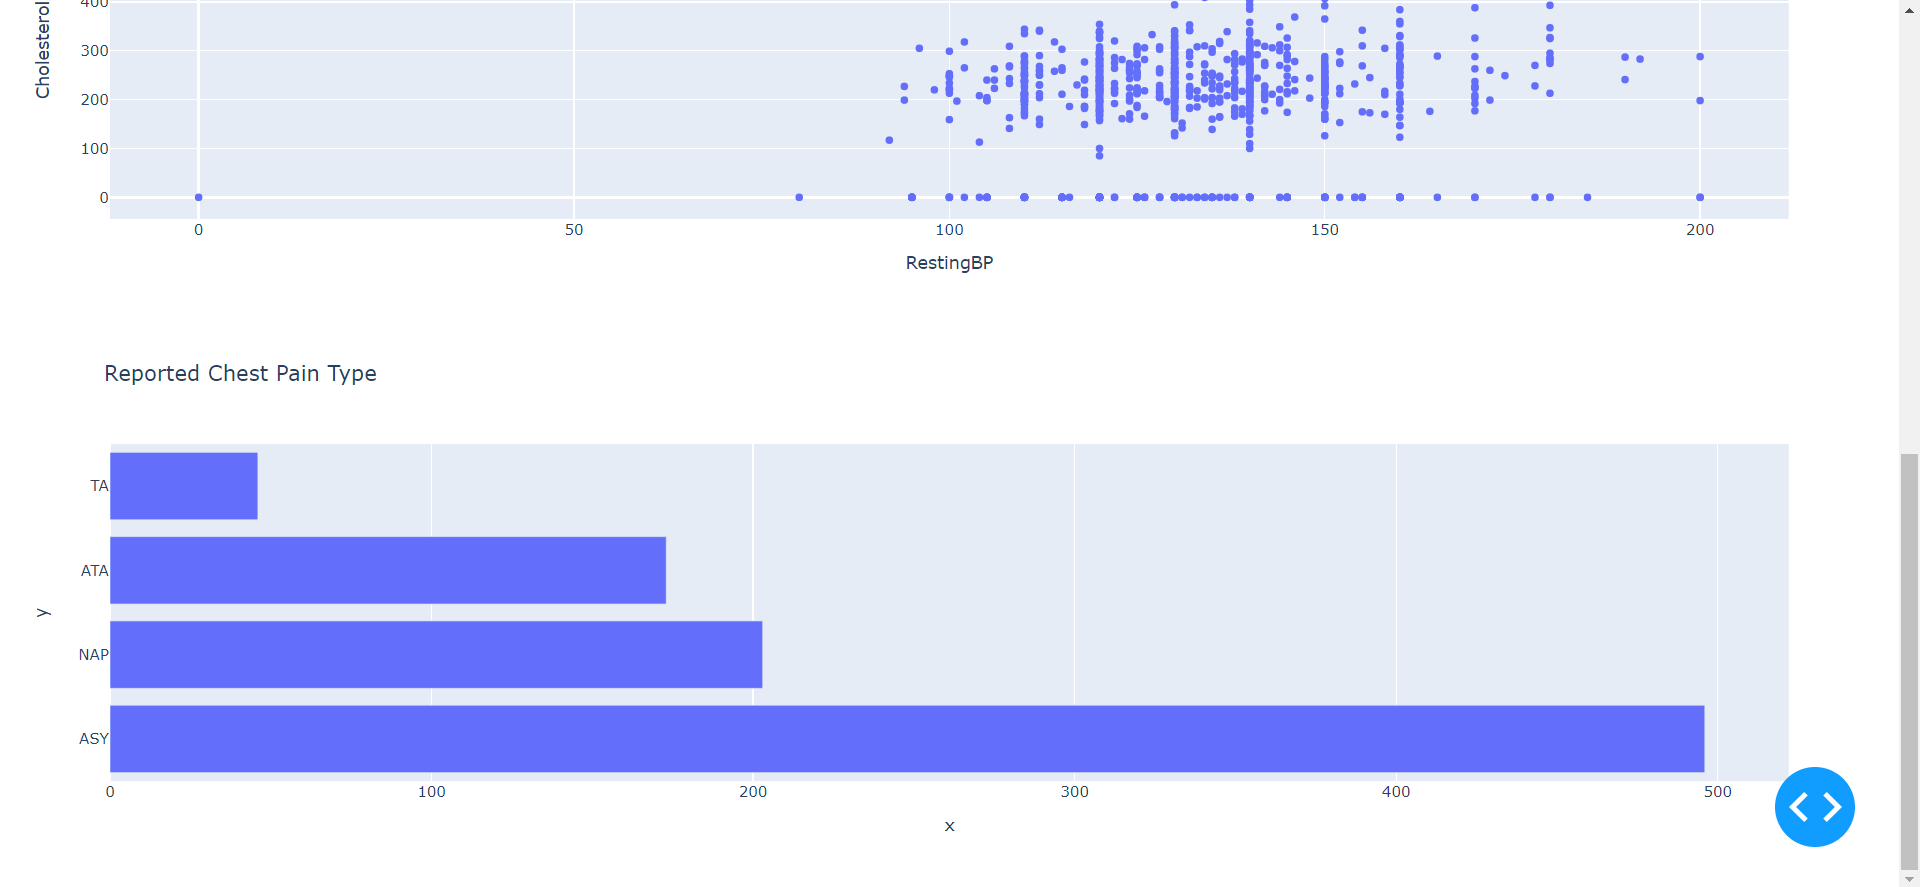 400
Cholesterol
300
200
100
0
0 50 100 150 200
RestingBP
Reported Chest Pain Type
TA
ATA
y
NAP
ASY
0 100 200 300 400 500
x